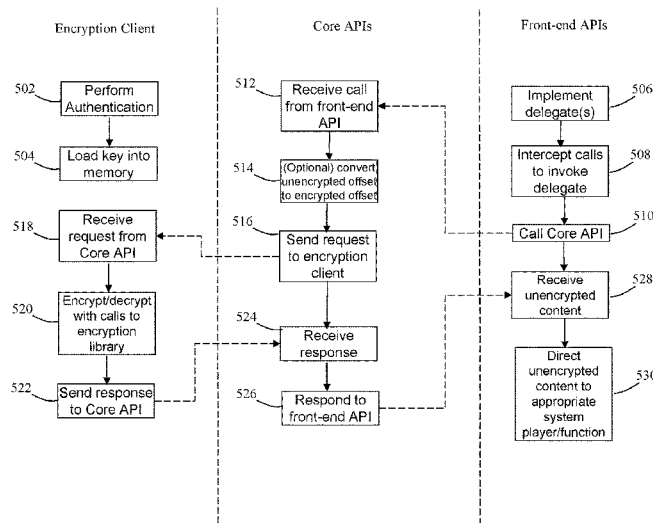 Encryption Client
Core APIs
Front-end APIs
502
Perform
Authentication
504
Load key into
memory
518
Receive
request from
Core API
520
Encrypt/decrypt
with calls to
encryption
library
522
Send response
to Core API
512
Receive call
from front-end
API
514
(Optional) convert
unencrypted offset
to encrypted offset
516
Send request to
encryption
client
524
Receive
response
526
Respond to
front-end API
506
Implement
delegate(s)
508
Intercept calls
to invoke
delegate
510
Call Core API
528
Receive
unencrypted
content
530
Direct
unencrypted
content to
appropriate
system
player/function